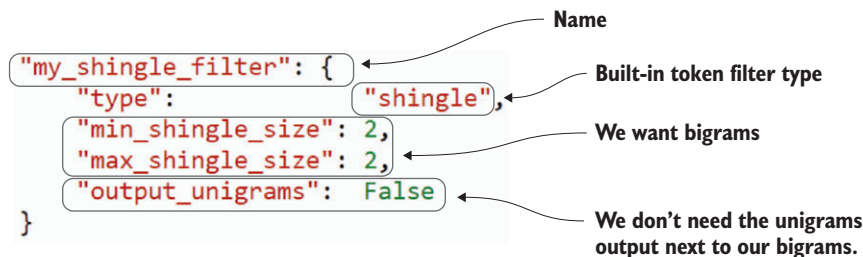 Name
"my_shingle_filter": {
Built-in token filter type
"type": "shingle",
We want bigrams
"min_shingle_size": 2,
"max_shingle_size": 2,
"output_unigrams": False
}
We don't need the unigrams
output next to our bigrams.